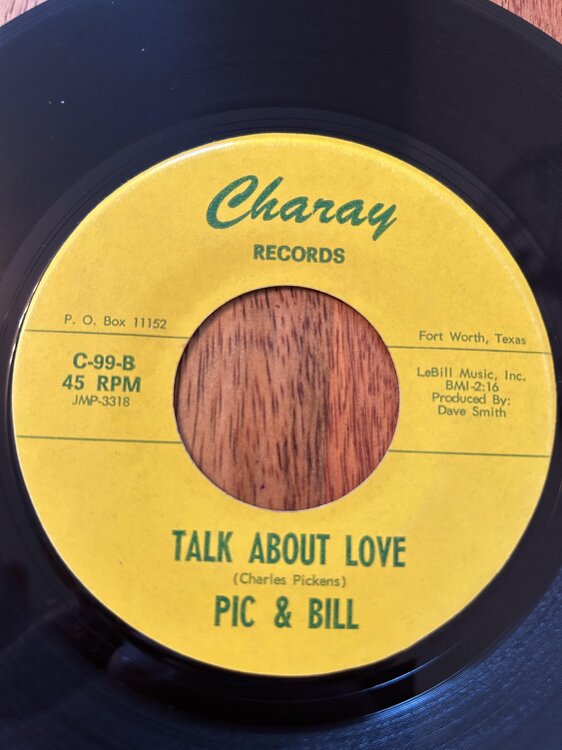 Charay
RECORDS
P. O. Box 11152
Fort Worth, Texas
C-99-B
45 RPM
JMP-3318
LeBill Music, Inc.
BMI-2:16
Produced By:
Dave Smith
TALK ABOUT LOVE
(Charles Pickens)
PIC & BILL